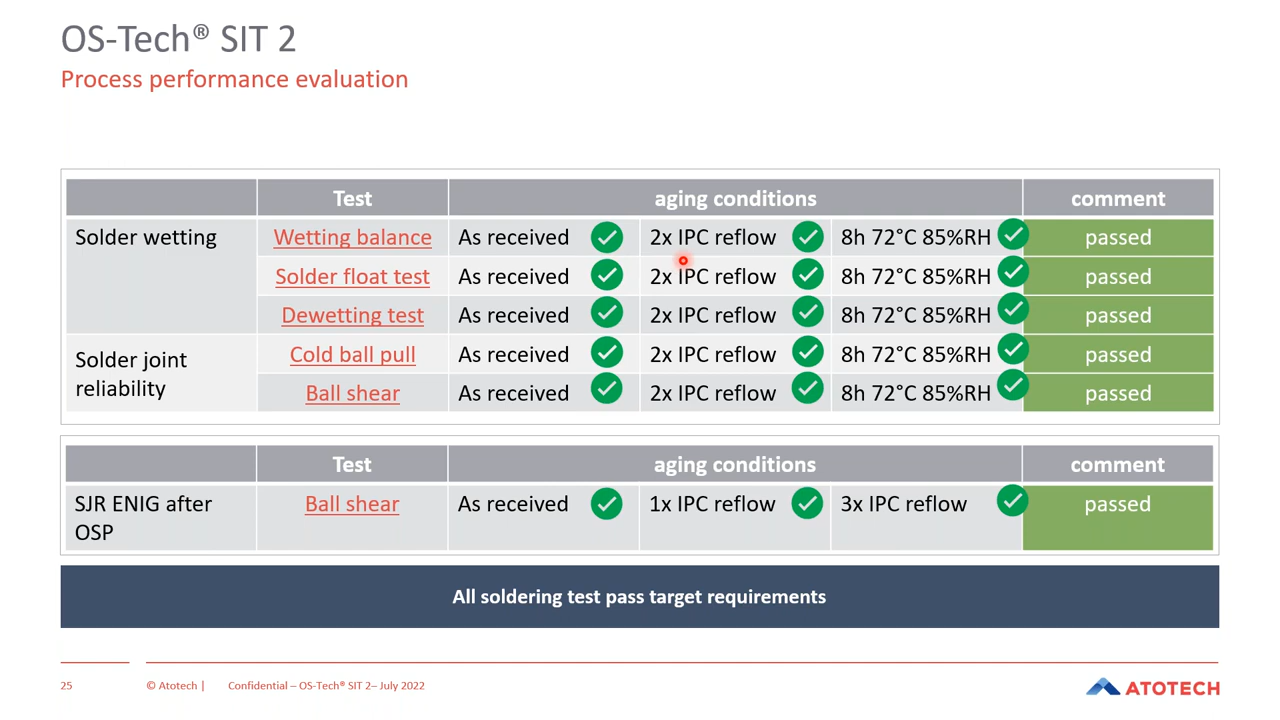 OS-Tech® SIT 2
Process performance evaluation
Test aging conditions comment
Solder wetting Wetting balance As received 2x IPC reflow 8h 72°C 85%RH passed
Solder float test As received 2x IPC reflow 8h 72°C 85%RH passed
Dewetting test As received 2x IPC reflow 8h 72°C 85%RH passed
Solder joint
reliability
Cold ball pull As received 2x IPC reflow 8h 72°C 85%RH passed
Ball shear As received 2x IPC reflow 8h 72°C 85%RH passed
Test aging conditions comment
SJR ENIG after
OSP
Ball shear As received 1x IPC reflow 3x IPC reflow passed
All soldering test pass target requirements
25 © Atotech | Confidential – OS-Tech® SIT 2– July 2022
ATOTECH